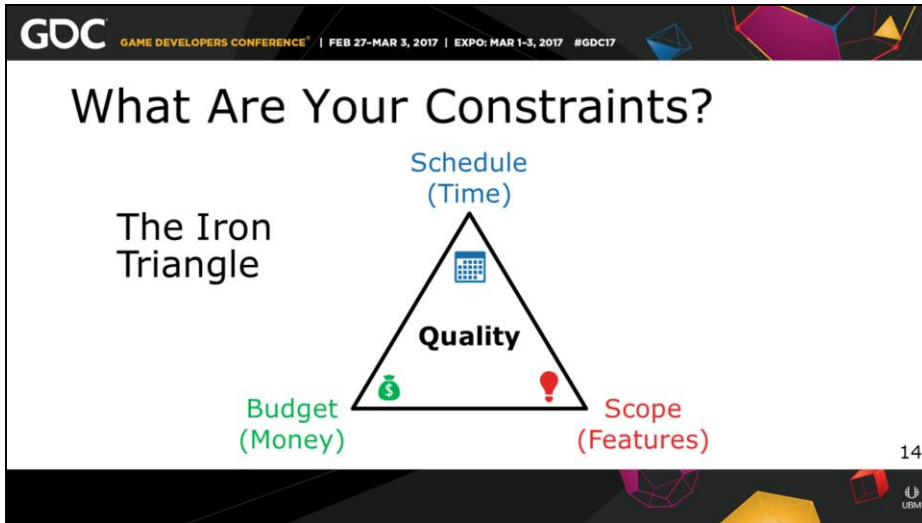 GDC GAME DEVELOPERS CONFERENCE® | FEB 27–MAR 3, 2017 | EXPO: MAR 1–3, 2017 #GDC17
What Are Your Constraints?
Schedule
(Time)
The Iron
Triangle
Quality
$
Budget
(Money)
Scope
(Features)
14
UBM